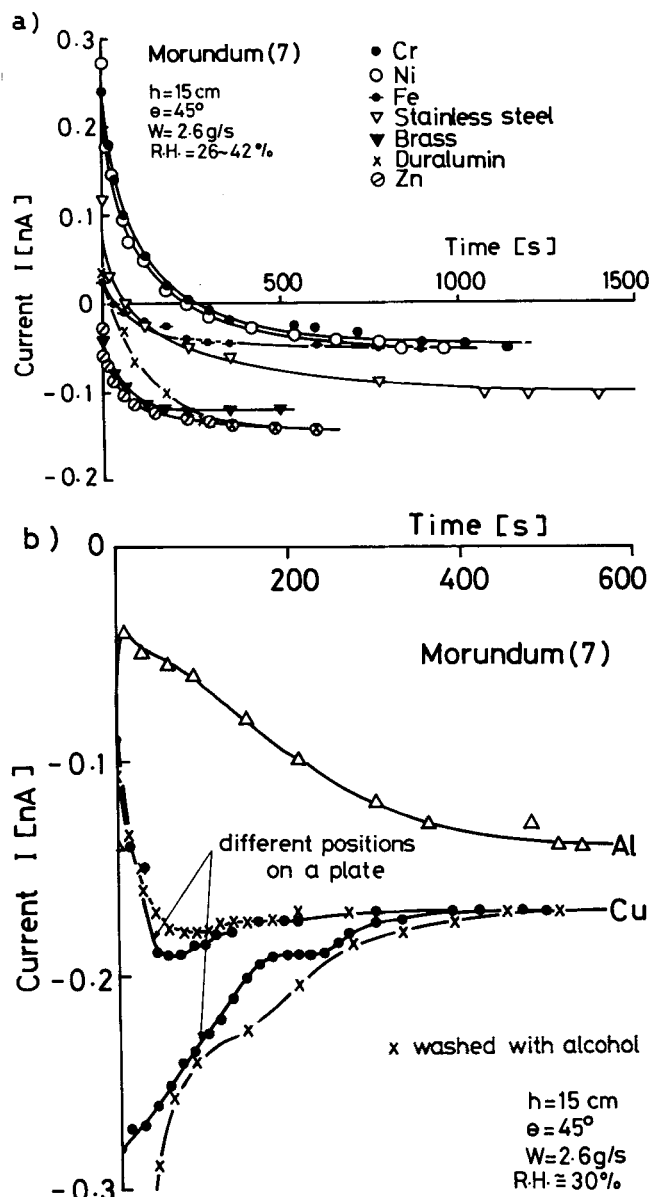 a)
0.3
0.2
0.1
0
-0.1
-0.2
Current I [nA]
Morundum (7)
h=15 cm
ɵ=45°
W=2.6 g/s
R.H.=26~42%
Cr
Ni
Fe
Stainless steel
Brass
Duralumin
Zn
Time [s]
500
1000
1500
b)
Time [s]
0
200
400
600
-0.1
-0.2
-0.3
Current I [nA]
Morundum (7)
different positions
on a plate
Al
Cu
x washed with alcohol
h=15 cm
ɵ=45°
W=2.6 g/s
R.H.≅30%